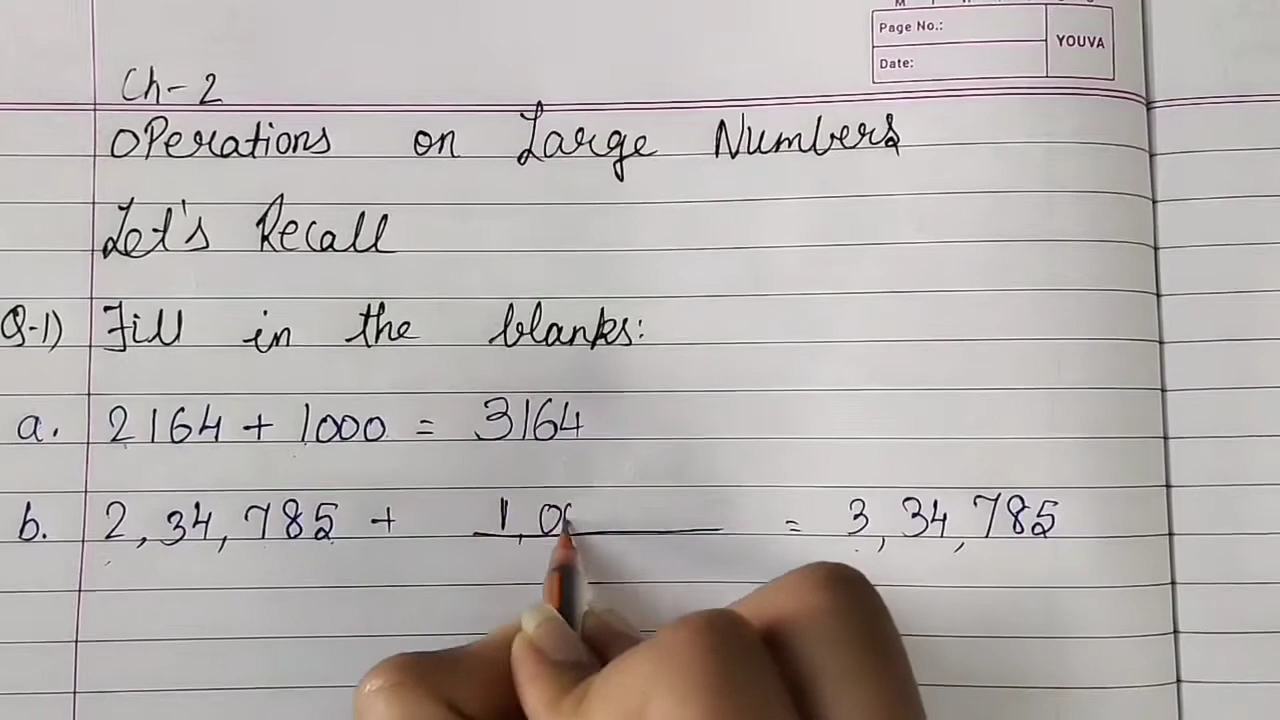 Page No.:
YOUVA
Date:
Ch-2
Operations on Large Numbers
Let's Recall
Q-1) Fill in the blanks:
a. 2164 + 1000 = 3164
b. 2,34,785 + 1,00 = 3,34,785